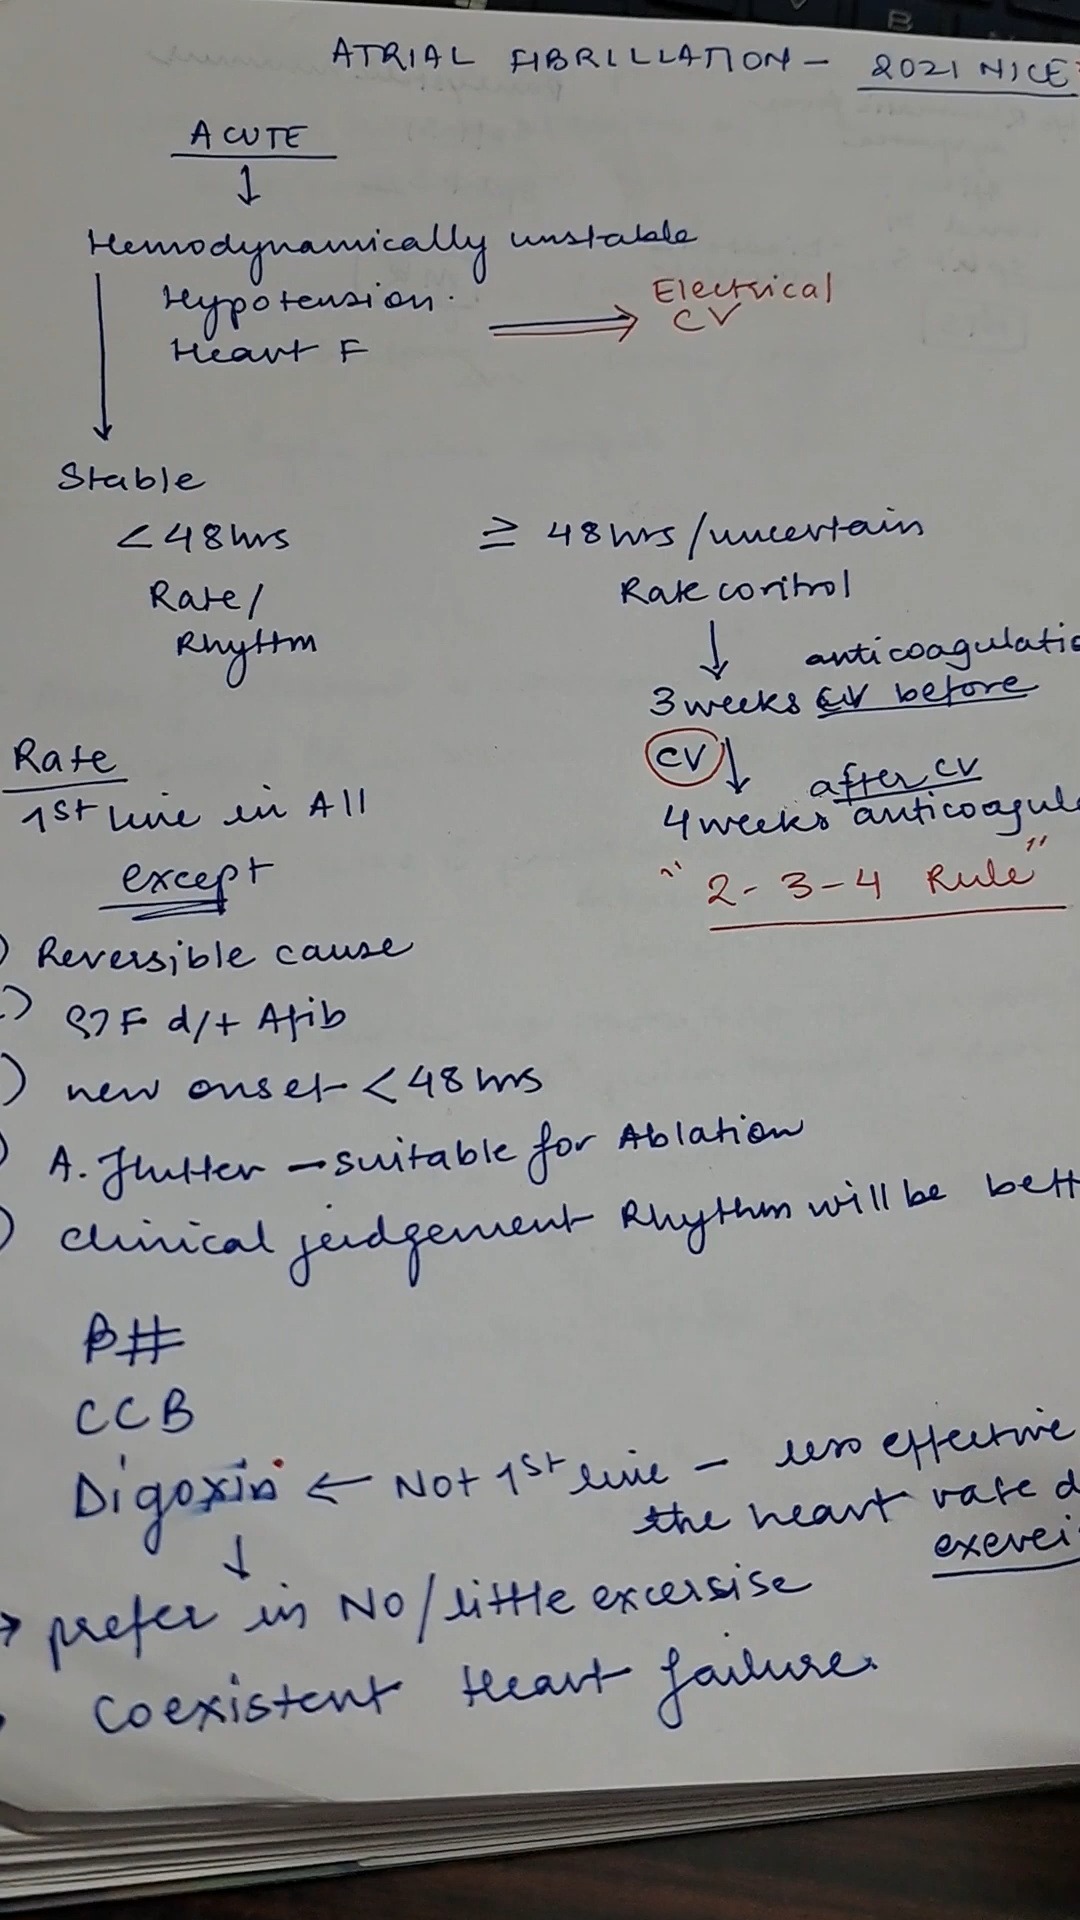 ATRIAL FIBRILLATION - 2021 NICE
ACUTE
↓
Hemodynamically unstable
Hypotension.
Heart F
Electrical
CV
Stable
<48hrs
Rate/
Rhythm
≥ 48hrs/uncertain
Rate control
↓
anticoagulatio
3 weeks CV before
CV ↓
after CV
4 weeks anticoagul
"2-3-4 Rule"
Rate
1st line in All
except
) Reversible cause
) F d/t Afib
) new onset <48 hrs
) A. flutter - suitable for Ablation
) clinical judgement Rhythm will be bett
β#
CCB
Digoxin ← Not 1st line - less effective
the heart rate d
exerci
↓
→ prefer in NO/little excersise
coexistent Heart failure.